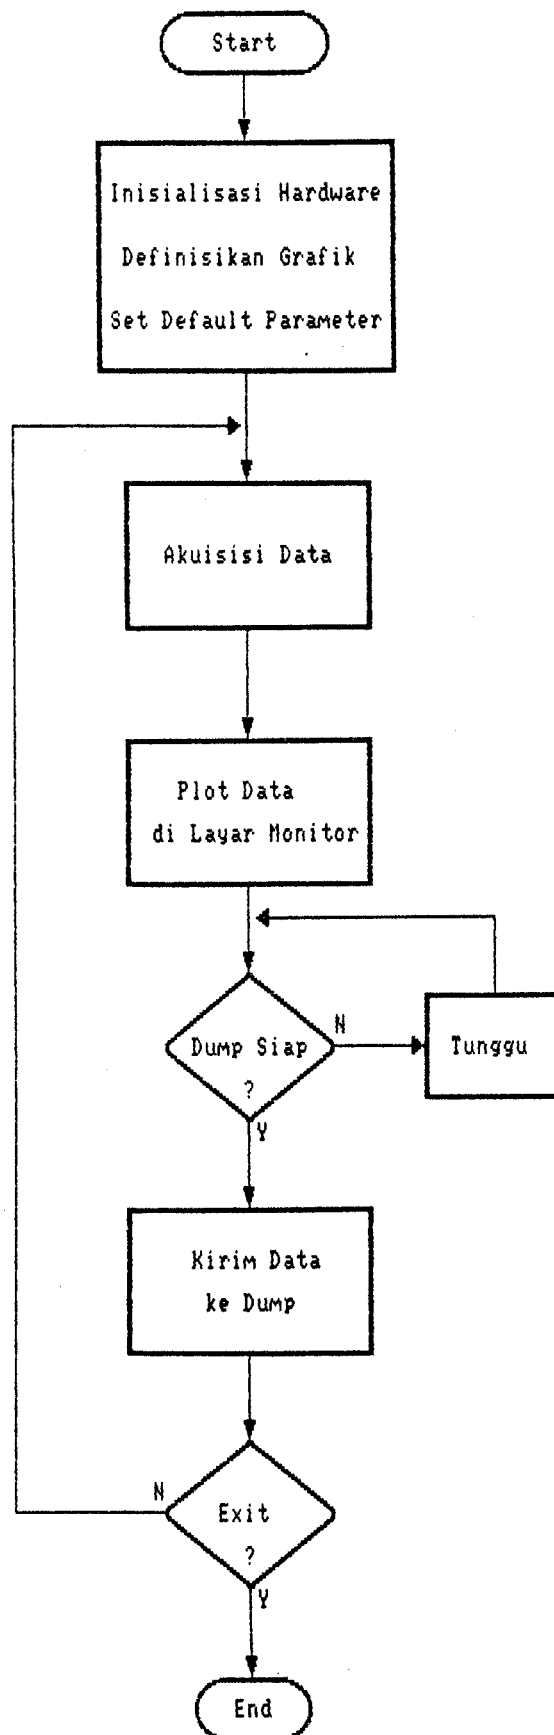 Start
Inisialisasi Hardware
Definisikan Grafik
Set Default Parameter
Akuisisi Data
Plot Data
di Layar Monitor
Dump Siap
?
N
Tunggu
Y
Kirim Data
ke Dump
N
Exit
?
Y
End